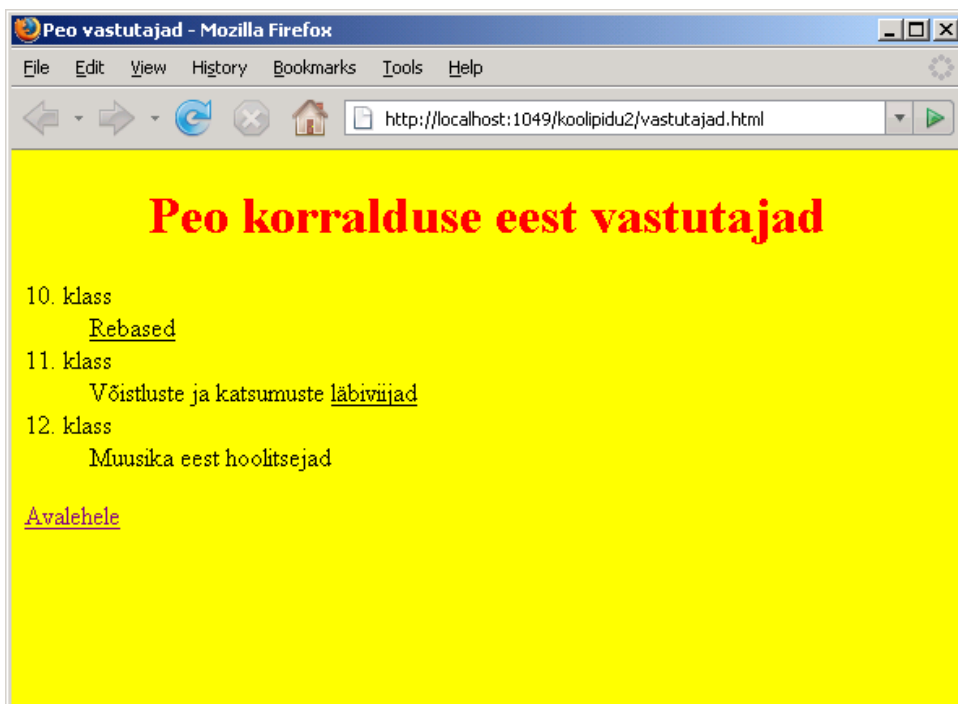 Peo vastutajad - Mozilla Firefox
File Edit View History Bookmarks Tools Help
http://localhost:1049/koolipidu2/vastutajad.html
Peo korralduse eest vastutajad
10. klass
Rebased
11. klass
Võistluste ja katsumuste läbiviijad
12. klass
Muusika eest hoolitsejad
Avalehele